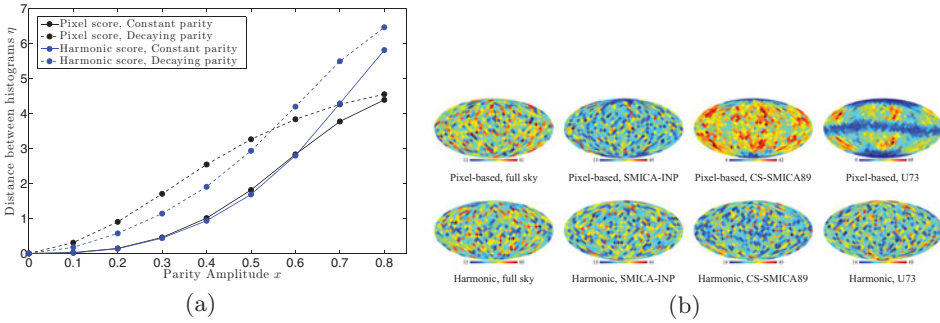 Pixel score, Constant parity
Pixel score, Decaying parity
Harmonic score, Constant parity
Harmonic score, Decaying parity
Distance between histograms η
7
6
5
4
3
2
1
0
0 0.1 0.2 0.3 0.4 0.5 0.6 0.7 0.8
Parity Amplitude x
(a)
Pixel-based, full sky
Pixel-based, SMICA-INP
Pixel-based, CS-SMICA89
Pixel-based, U73
Harmonic, full sky
Harmonic, SMICA-INP
Harmonic, CS-SMICA89
Harmonic, U73
(b)